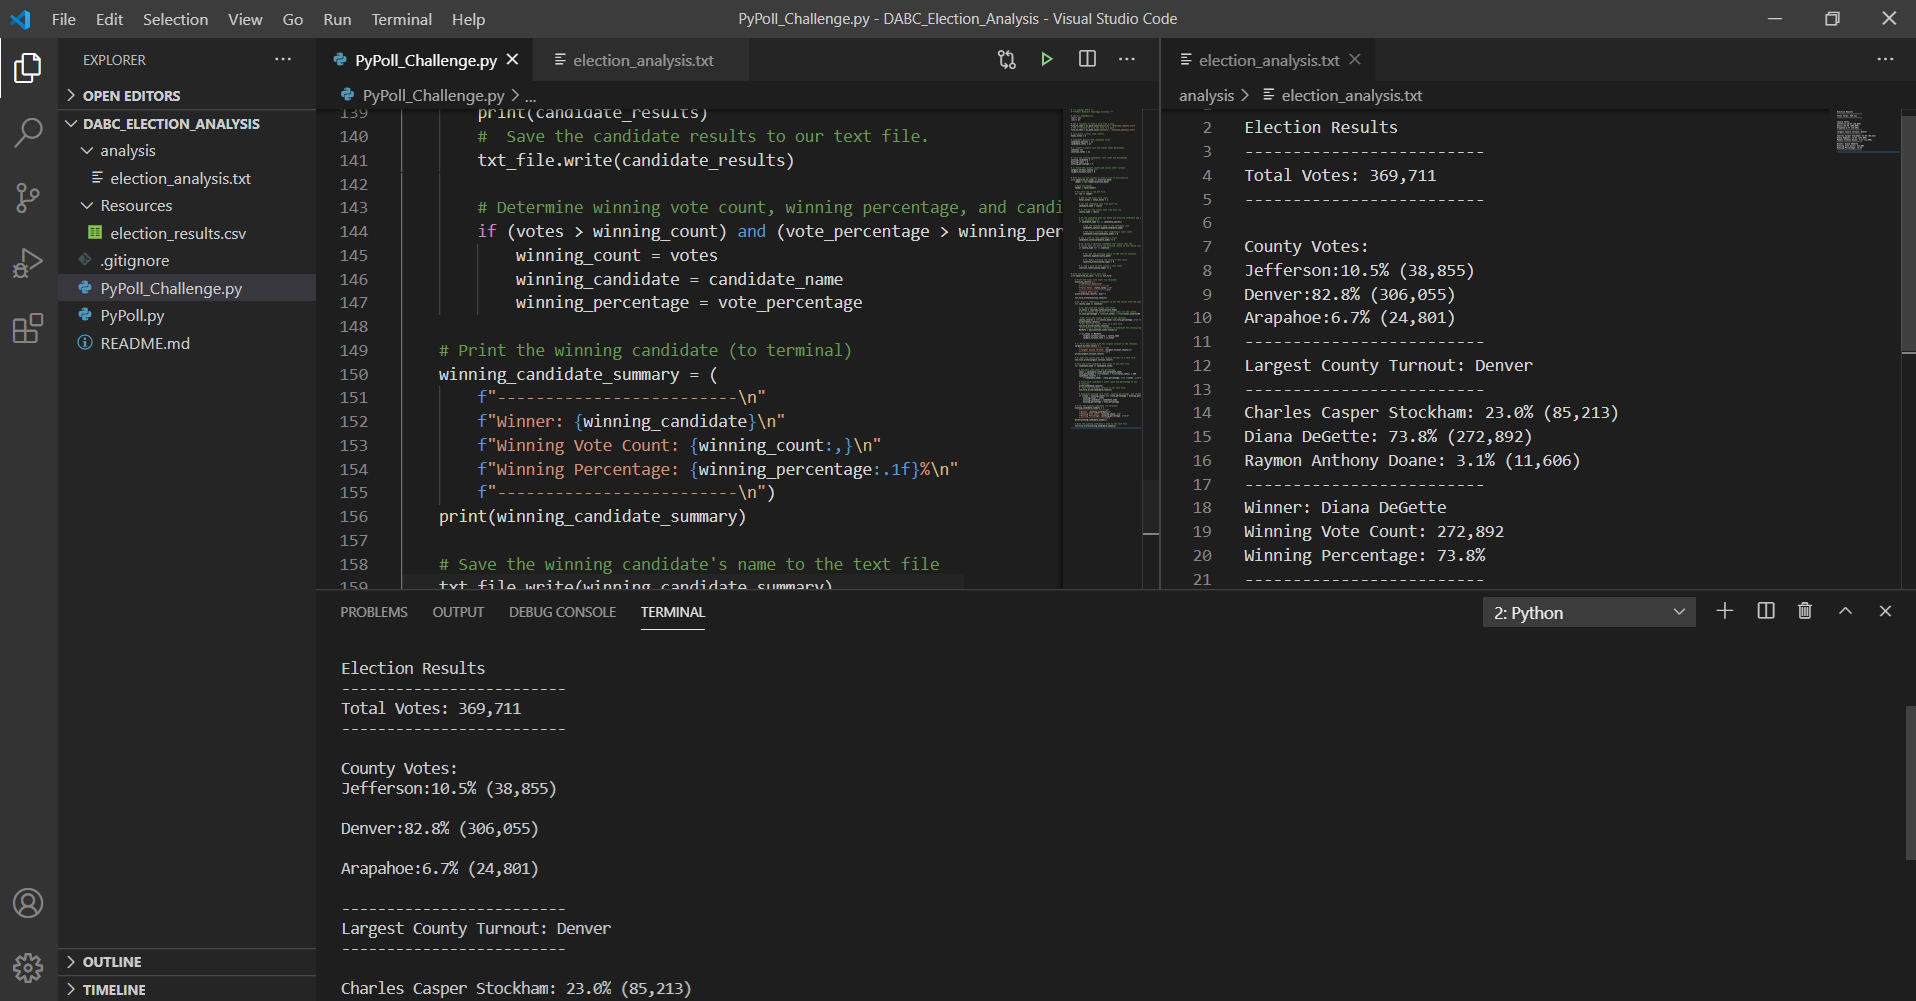 File Edit Selection View Go Run Terminal Help
PyPoll_Challenge.py - DABC_Election_Analysis - Visual Studio Code
EXPLORER
OPEN EDITORS
DABC_ELECTION_ANALYSIS
analysis
election_analysis.txt
Resources
election_results.csv
.gitignore
PyPoll_Challenge.py
PyPoll.py
README.md
OUTLINE
TIMELINE
PyPoll_Challenge.py
election_analysis.txt
PyPoll_Challenge.py > ...
139 print(candidate_results)
140 #  Save the candidate results to our text file.
141 txt_file.write(candidate_results)
142
143 # Determine winning vote count, winning percentage, and candi
144 if (votes > winning_count) and (vote_percentage > winning_per
145 winning_count = votes
146 winning_candidate = candidate_name
147 winning_percentage = vote_percentage
148
149 # Print the winning candidate (to terminal)
150 winning_candidate_summary = (
151 f"-------------------------\n"
152 f"Winner: {winning_candidate}\n"
153 f"Winning Vote Count: {winning_count:,}\n"
154 f"Winning Percentage: {winning_percentage:.1f}%\n"
155 f"-------------------------\n")
156 print(winning_candidate_summary)
157
158 # Save the winning candidate's name to the text file
159 txt_file.write(winning_candidate_summary)
election_analysis.txt
analysis > election_analysis.txt
2 Election Results
3 -------------------------
4 Total Votes: 369,711
5 -------------------------
6
7 County Votes:
8 Jefferson:10.5% (38,855)
9 Denver:82.8% (306,055)
10 Arapahoe:6.7% (24,801)
11 -------------------------
12 Largest County Turnout: Denver
13 -------------------------
14 Charles Casper Stockham: 23.0% (85,213)
15 Diana DeGette: 73.8% (272,892)
16 Raymon Anthony Doane: 3.1% (11,606)
17 -------------------------
18 Winner: Diana DeGette
19 Winning Vote Count: 272,892
20 Winning Percentage: 73.8%
21 -------------------------
PROBLEMS OUTPUT DEBUG CONSOLE TERMINAL
2: Python
Election Results
-------------------------
Total Votes: 369,711
-------------------------
County Votes:
Jefferson:10.5% (38,855)
Denver:82.8% (306,055)
Arapahoe:6.7% (24,801)
-------------------------
Largest County Turnout: Denver
-------------------------
Charles Casper Stockham: 23.0% (85,213)